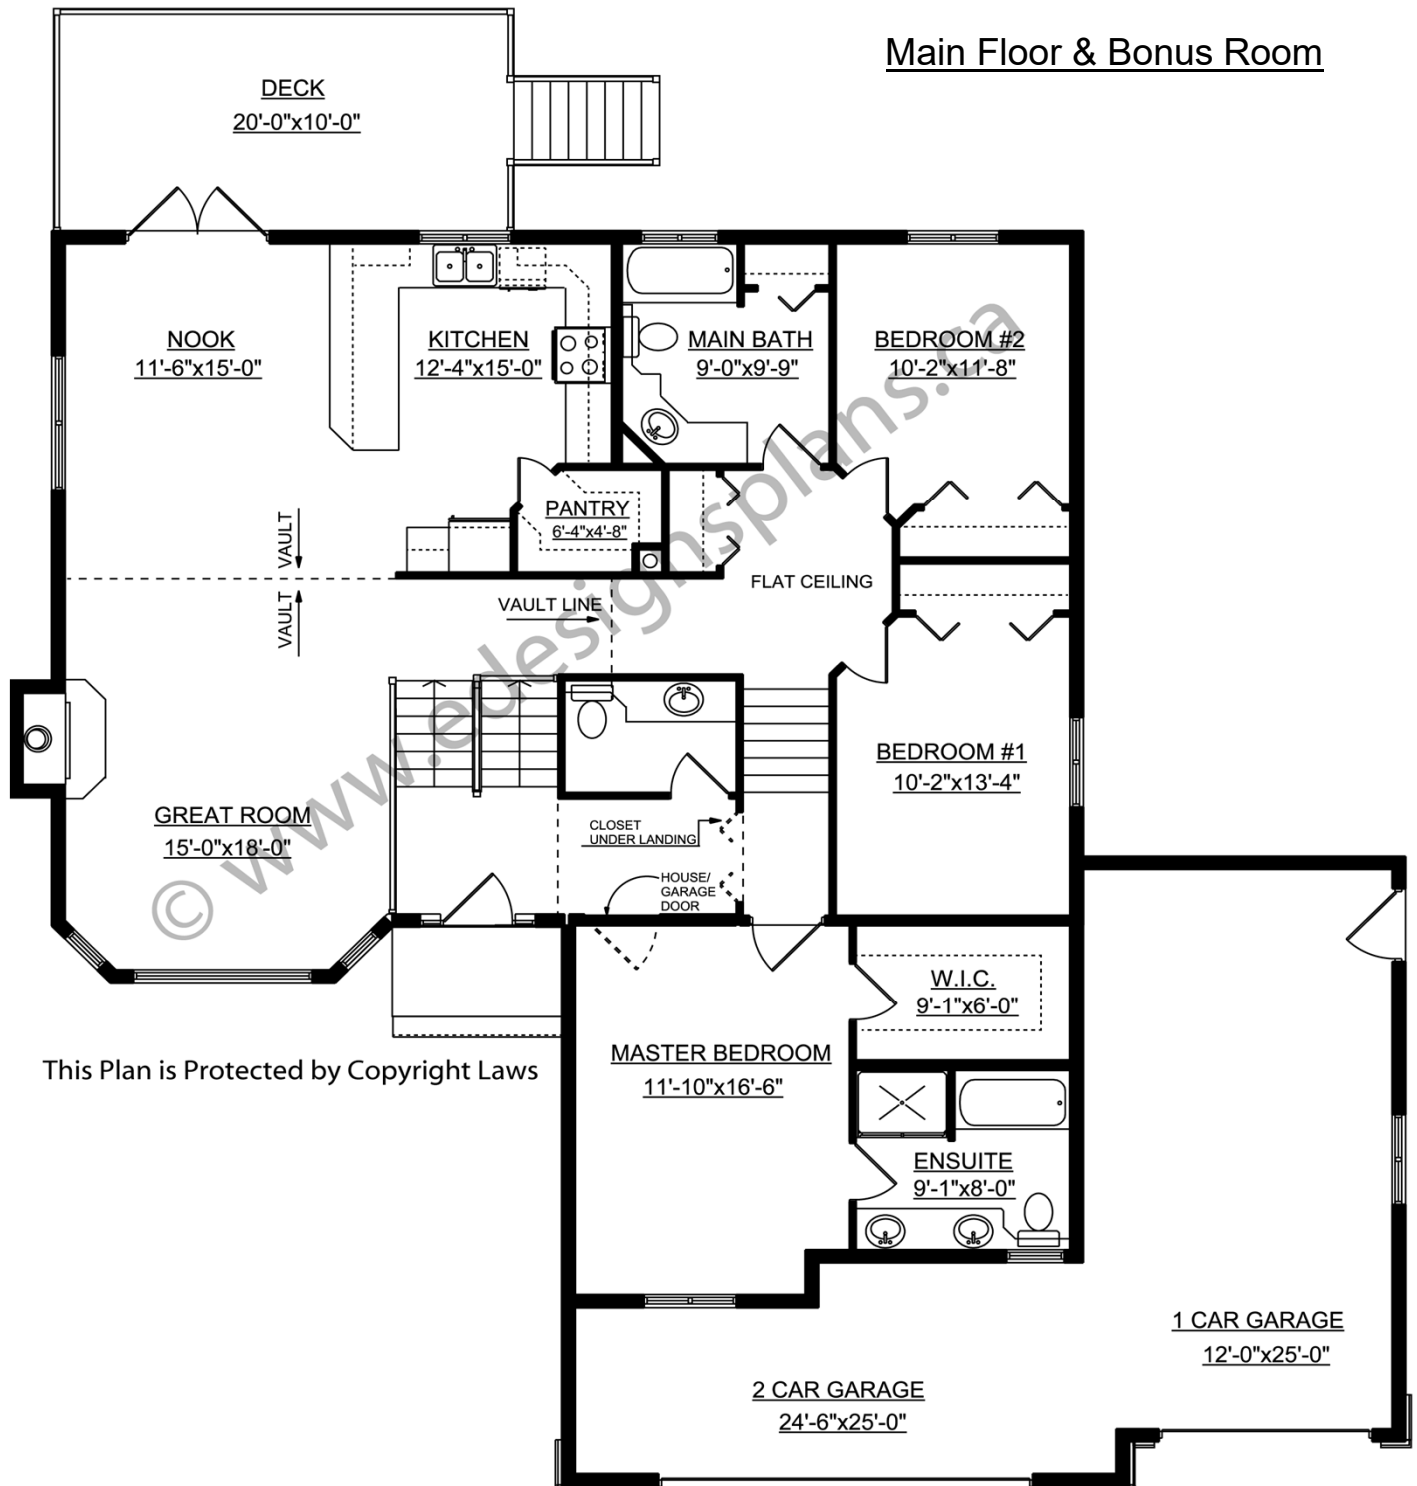 Main Floor & Bonus Room
DECK
20'-0"x10'-0"
NOOK
11'-6"x15'-0"
KITCHEN
12'-4"x15'-0"
MAIN BATH
9'-0"x9'-9"
BEDROOM #2
10'-2"x11'-8"
PANTRY
6'-4"x4'-8"
VAULT
VAULT
VAULT LINE
FLAT CEILING
BEDROOM #1
10'-2"x13'-4"
GREAT ROOM
15'-0"x18'-0"
CLOSET
UNDER LANDING
HOUSE/
GARAGE
DOOR
© www.edesignsplans.ca
W.I.C.
9'-1"x6'-0"
This Plan is Protected by Copyright Laws
MASTER BEDROOM
11'-10"x16'-6"
ENSUITE
9'-1"x8'-0"
1 CAR GARAGE
12'-0"x25'-0"
2 CAR GARAGE
24'-6"x25'-0"